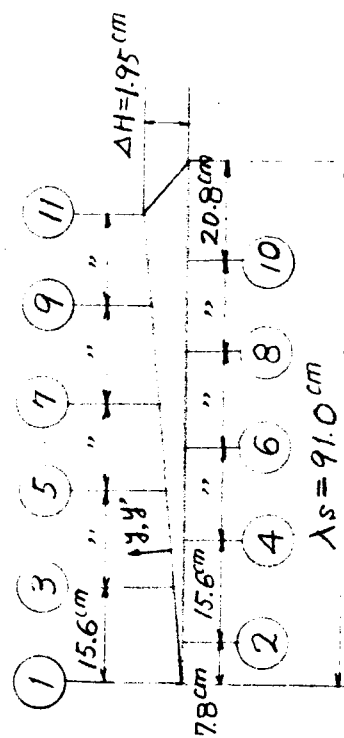 ① ③ ⑤ ⑦ ⑨ ⑪
15.6cm 〃 〃 〃 〃
ΔH=1.95cm
y, y'
7.8cm 15.6cm 〃 〃 〃 20.8cm
② ④ ⑥ ⑧ ⑩
λs=91.0cm